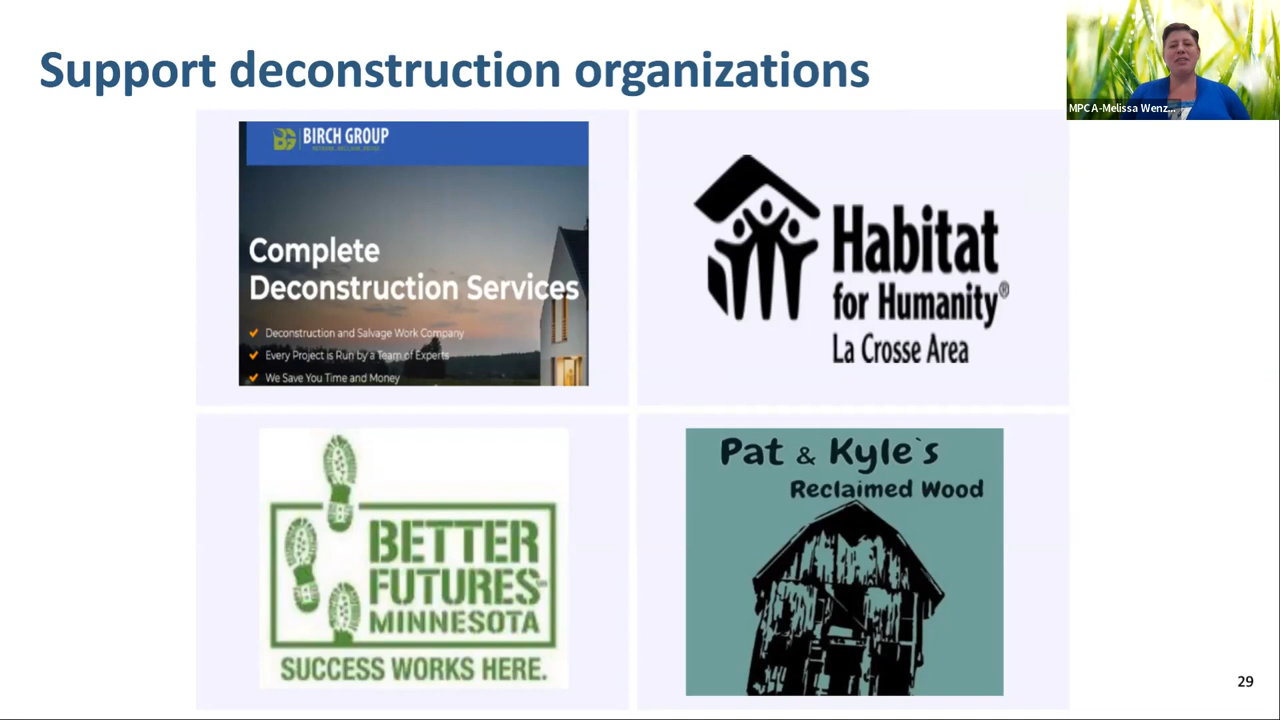 Support deconstruction organizations
MPCA-Melissa Wenz...
BIRCH GROUP
Complete
Deconstruction Services
Deconstruction and Salvage Work Company
Every Project is Run by a Team of Experts
We Save You Time and Money
Habitat
for Humanity®
La Crosse Area
BETTER
FUTURES
MINNESOTA
SUCCESS WORKS HERE.
Pat & Kyle`s
Reclaimed Wood
29